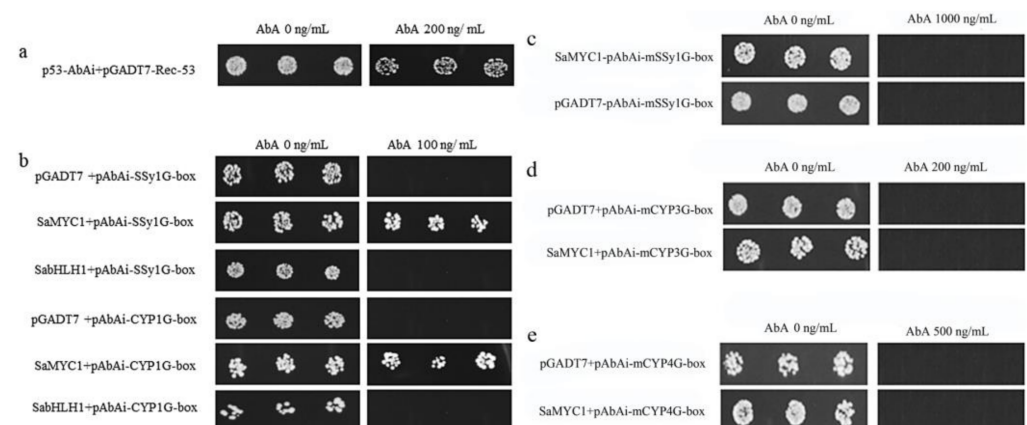 a
AbA 0 ng/mL AbA 200 ng/ mL
p53-AbAi+pGADT7-Rec-53
b
AbA 0 ng/mL AbA 100 ng/ mL
pGADT7 +pAbAi-SSy1G-box
SaMYC1+pAbAi-SSy1G-box
SabHLH1+pAbAi-SSy1G-box
pGADT7 +pAbAi-CYP1G-box
SaMYC1+pAbAi-CYP1G-box
SabHLH1+pAbAi-CYP1G-box
c
AbA 0 ng/mL AbA 1000 ng/mL
SaMYC1-pAbAi-mSSy1G-box
pGADT7-pAbAi-mSSy1G-box
d
AbA 0 ng/mL AbA 200 ng/mL
pGADT7+pAbAi-mCYP3G-box
SaMYC1+pAbAi-mCYP3G-box
e
AbA 0 ng/mL AbA 500 ng/mL
pGADT7+pAbAi-mCYP4G-box
SaMYC1+pAbAi-mCYP4G-box